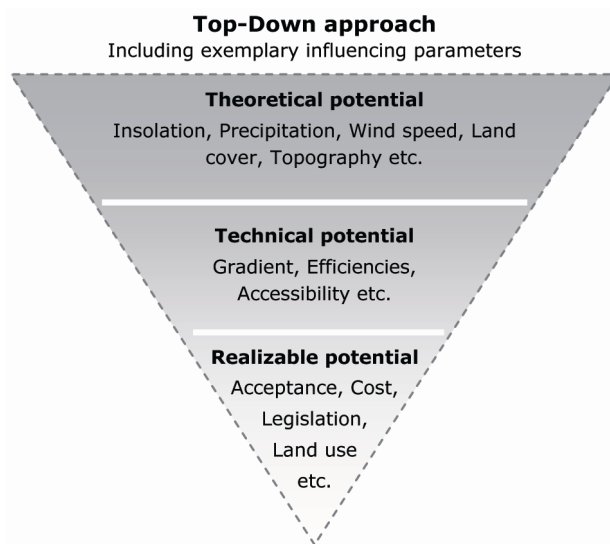 Top-Down approach
Including exemplary influencing parameters
Theoretical potential
Insolation, Precipitation, Wind speed, Land
cover, Topography etc.
Technical potential
Gradient, Efficiencies,
Accessibility etc.
Realizable potential
Acceptance, Cost,
Legislation,
Land use
etc.